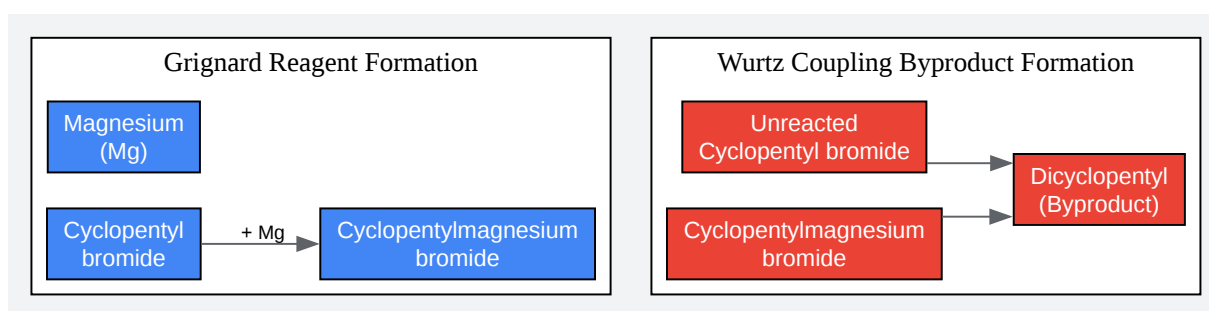 Grignard Reagent Formation
Magnesium
(Mg)
Cyclopentyl
bromide
+ Mg
Cyclopentylmagnesium
bromide
Wurtz Coupling Byproduct Formation
Unreacted
Cyclopentyl bromide
Cyclopentylmagnesium
bromide
Dicyclopentyl
(Byproduct)